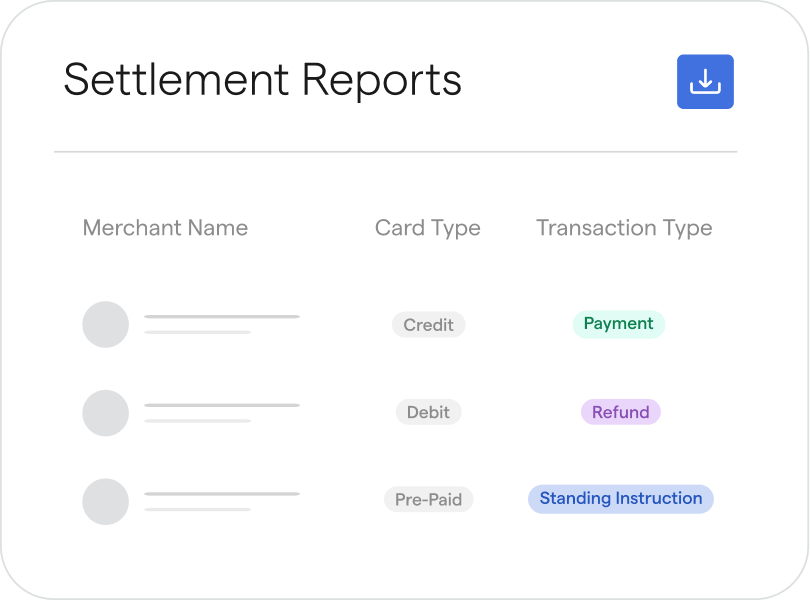 Settlement Reports
Merchant Name Card Type Transaction Type
Credit Payment
Debit Refund
Pre-Paid Standing Instruction